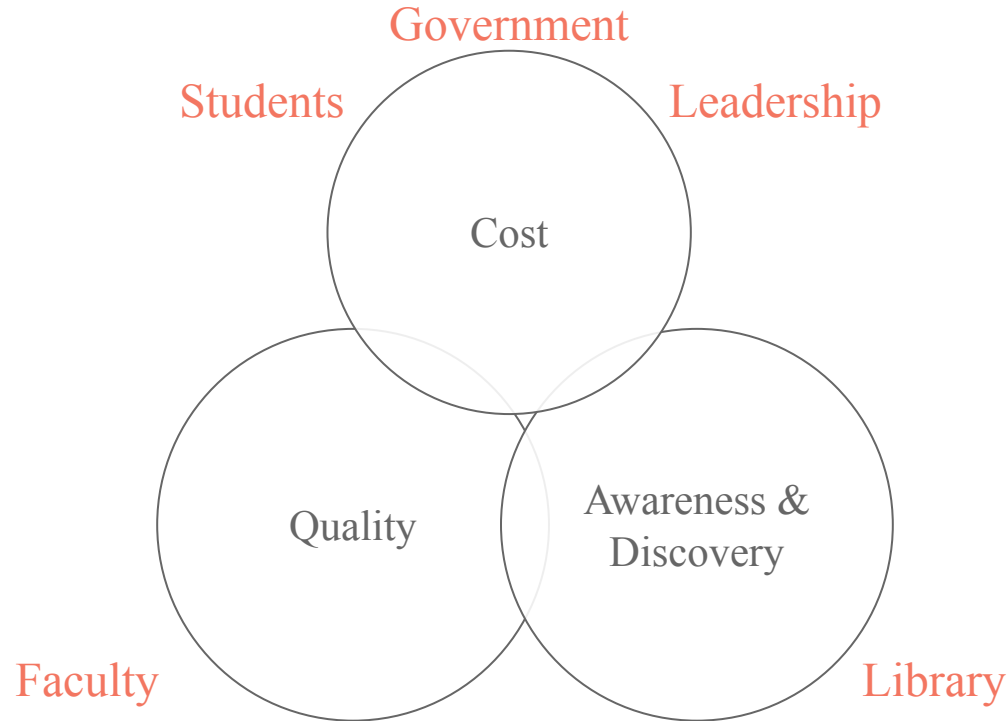 Government
Students
Leadership
Cost
Quality
Awareness &
Discovery
Faculty
Library